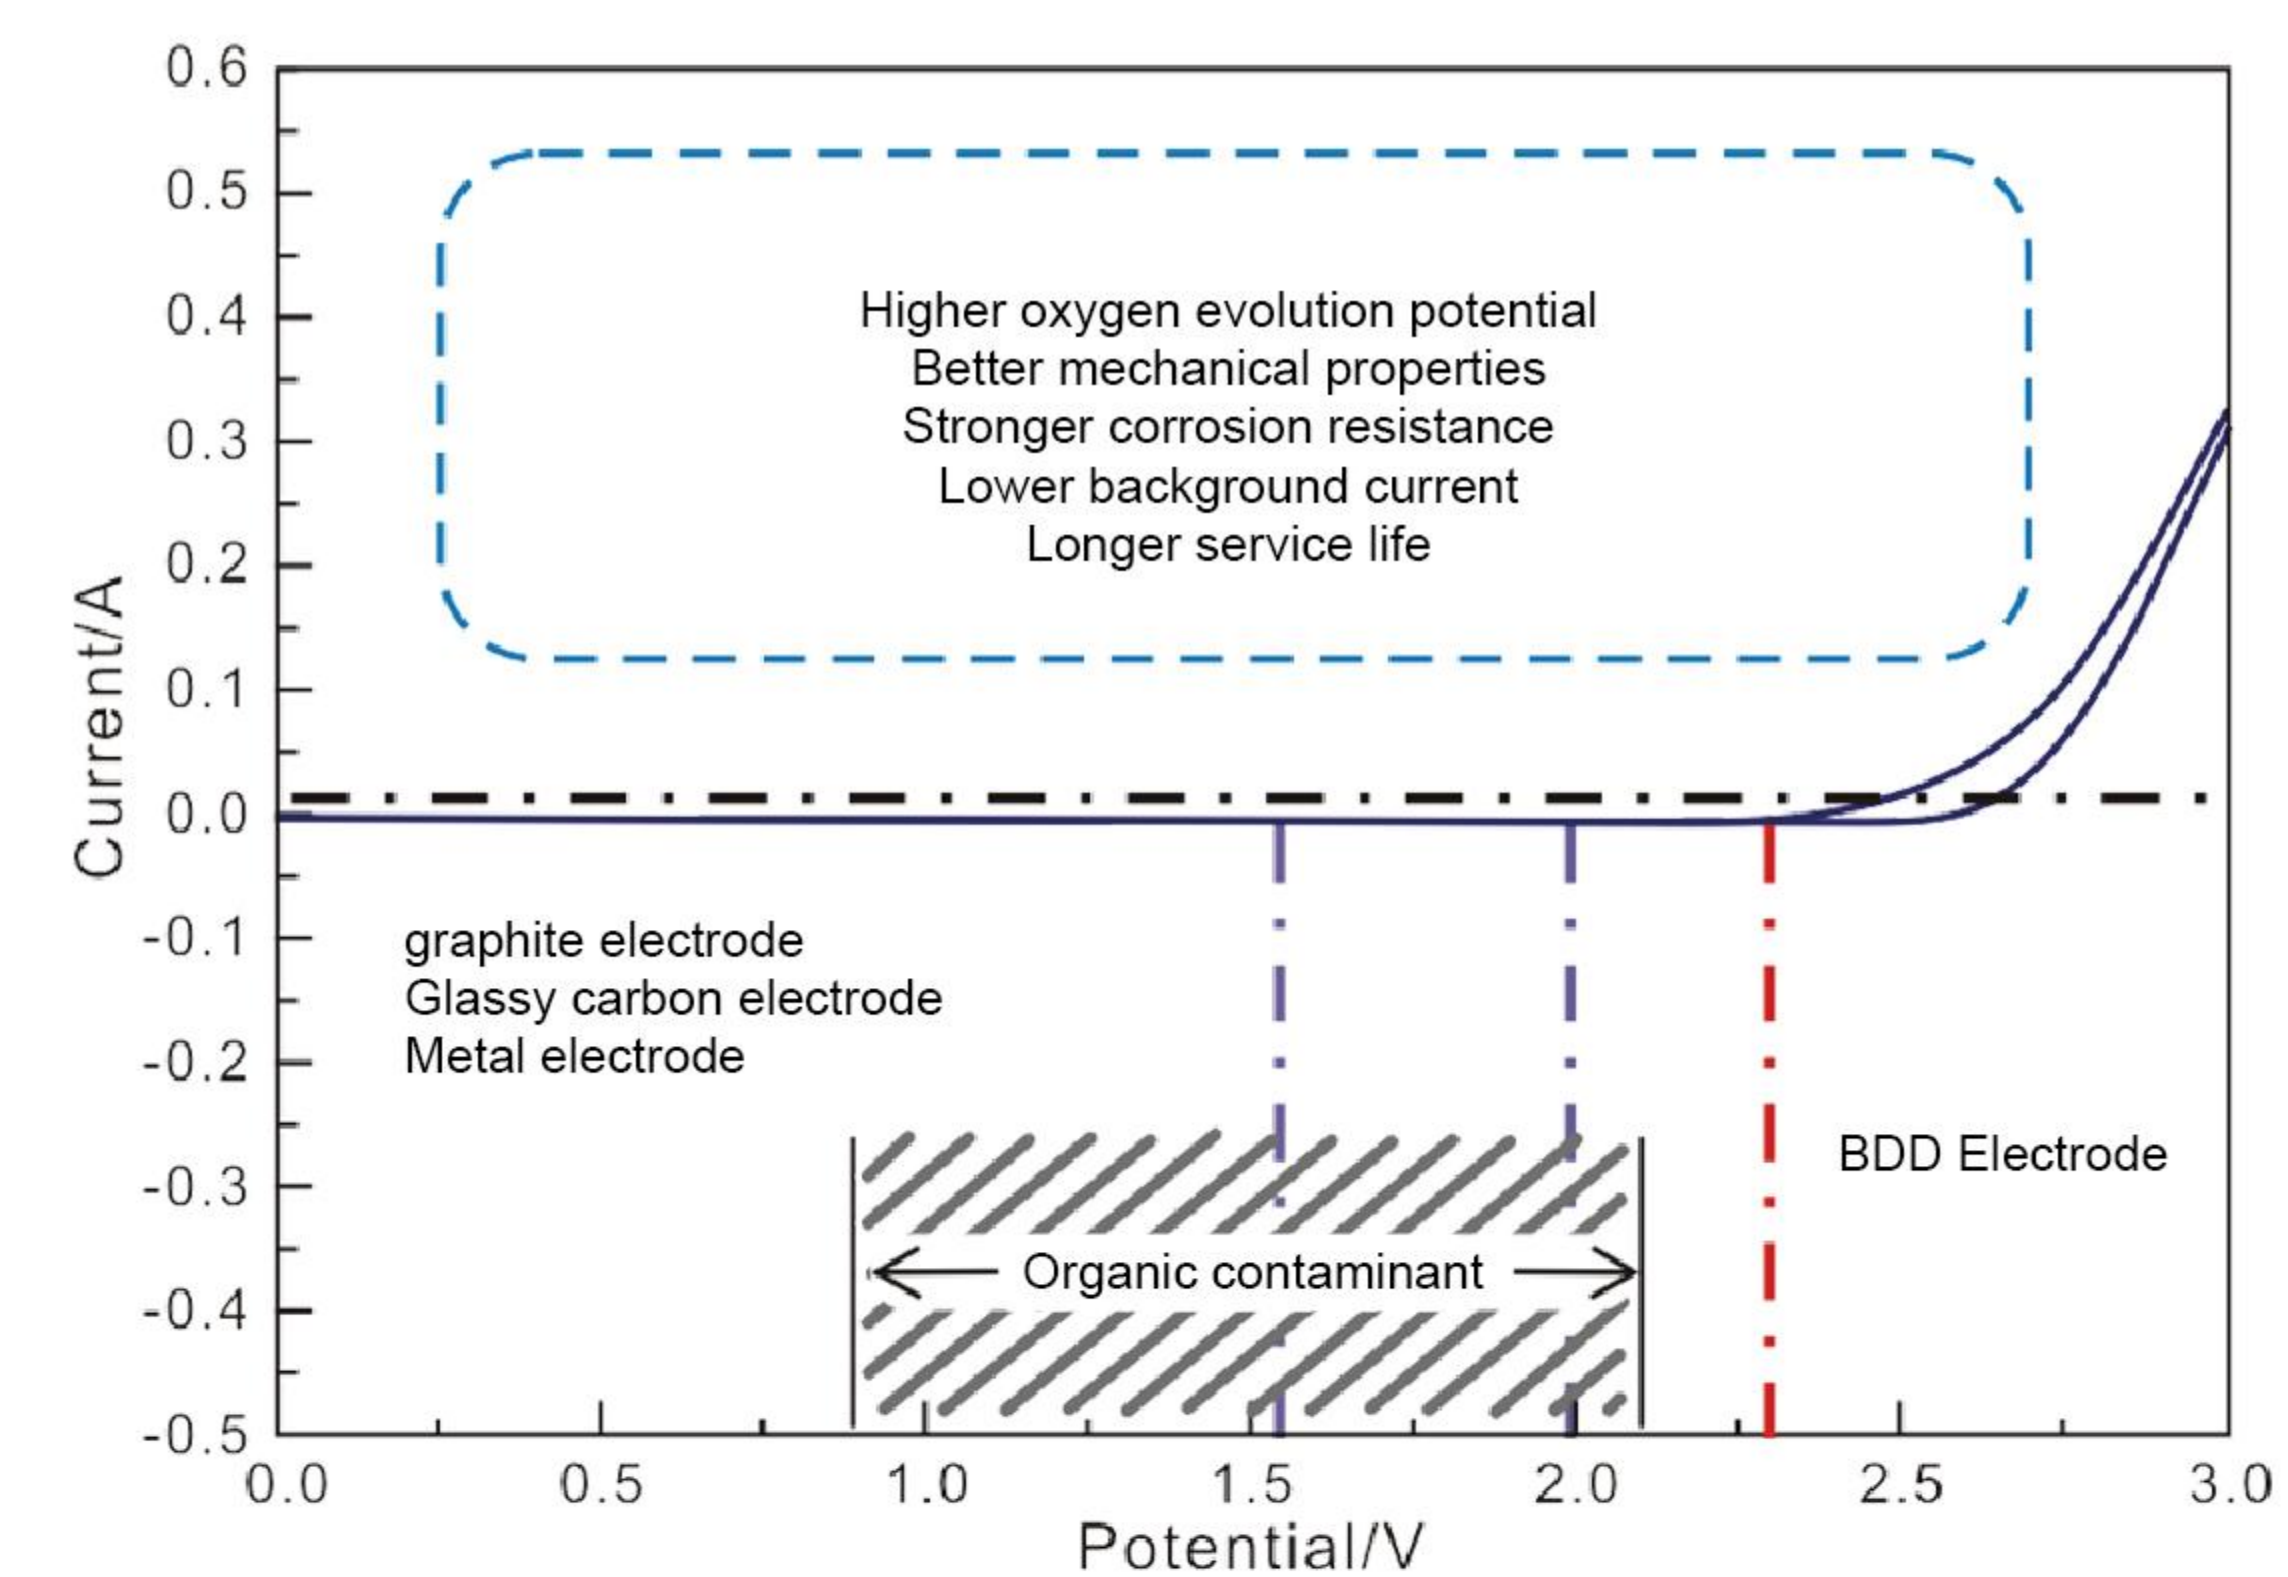 0.6
0.5
0.4
0.3
0.2
0.1
0.0
-0.1
-0.2
-0.3
-0.4
-0.5
Current/A
Higher oxygen evolution potential
Better mechanical properties
Stronger corrosion resistance
Lower background current
Longer service life
graphite electrode
Glassy carbon electrode
Metal electrode
BDD Electrode
Organic contaminant
0.0 0.5 1.0 1.5 2.0 2.5 3.0
Potential/V